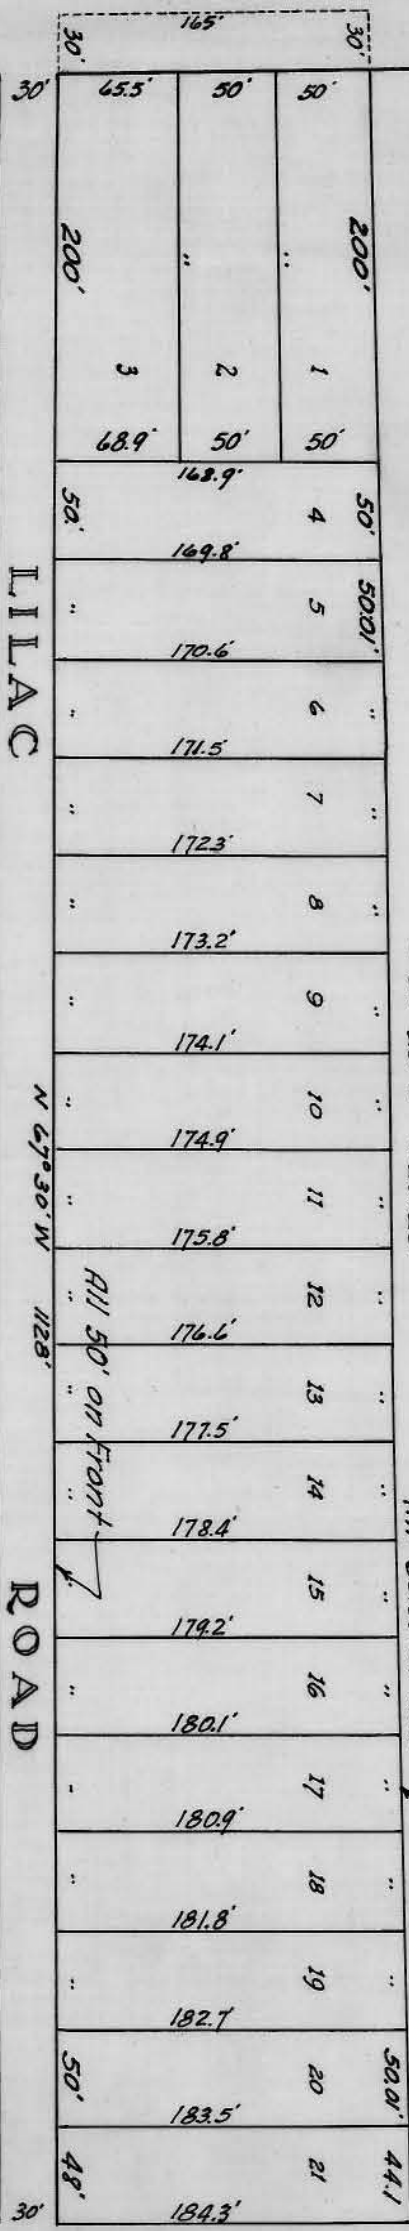 165'
30' 30'
30' 65.5' 50' 50'
200' " " 200'
3 2 1
68.9' 50' 50'
168.9'
50' 4 50'
169.8'
" 5 50.01'
170.6'
" 6 "
171.5'
" 7 "
172.3'
" 8 "
173.2'
" 9 "
174.1'
" 10 "
174.9'
" 11 "
175.8'
" 12 "
176.6'
" 13 "
177.5'
" 14 "
178.4'
15 "
179.2'
" 16 "
180.1'
" 17 "
180.9'
" 18 "
181.8'
" 19 "
182.7'
50' 20 50.01'
183.5'
48' 21 44.1
184.3'
30'
All 50' on Front
N 67°30' W 1128'
LILAC ROAD